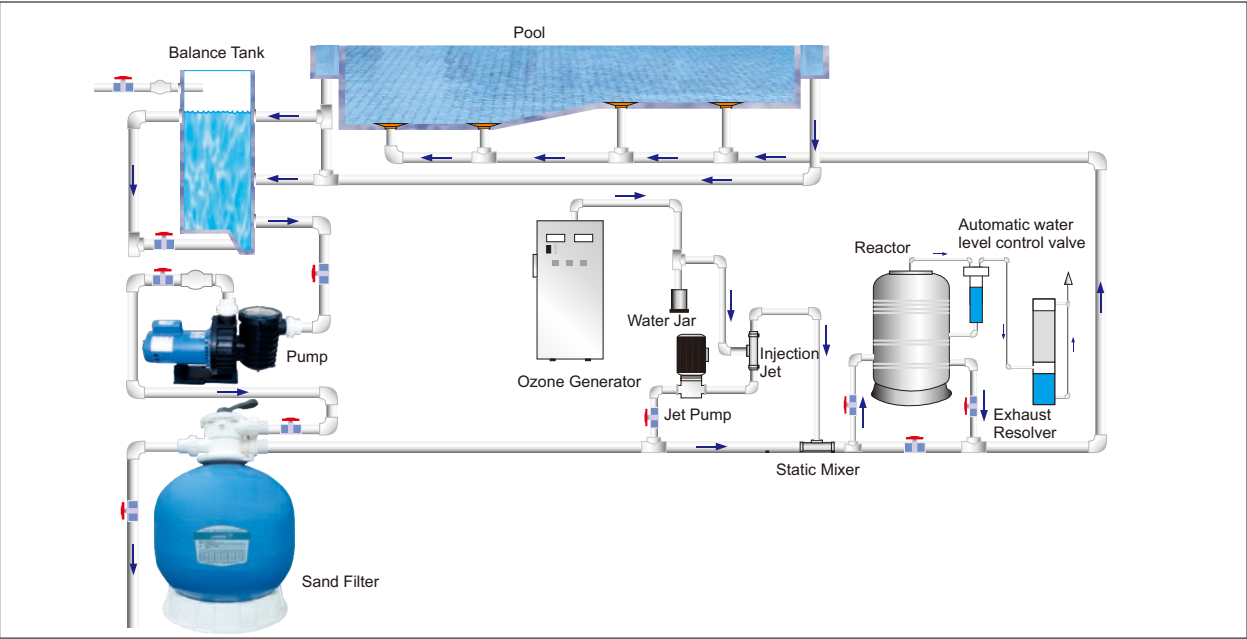 Pool
Balance Tank
Automatic water
level control valve
Reactor
Water Jar
Injection
Jet
Pump
Ozone Generator
Jet Pump
Exhaust
Resolver
Static Mixer
Sand Filter